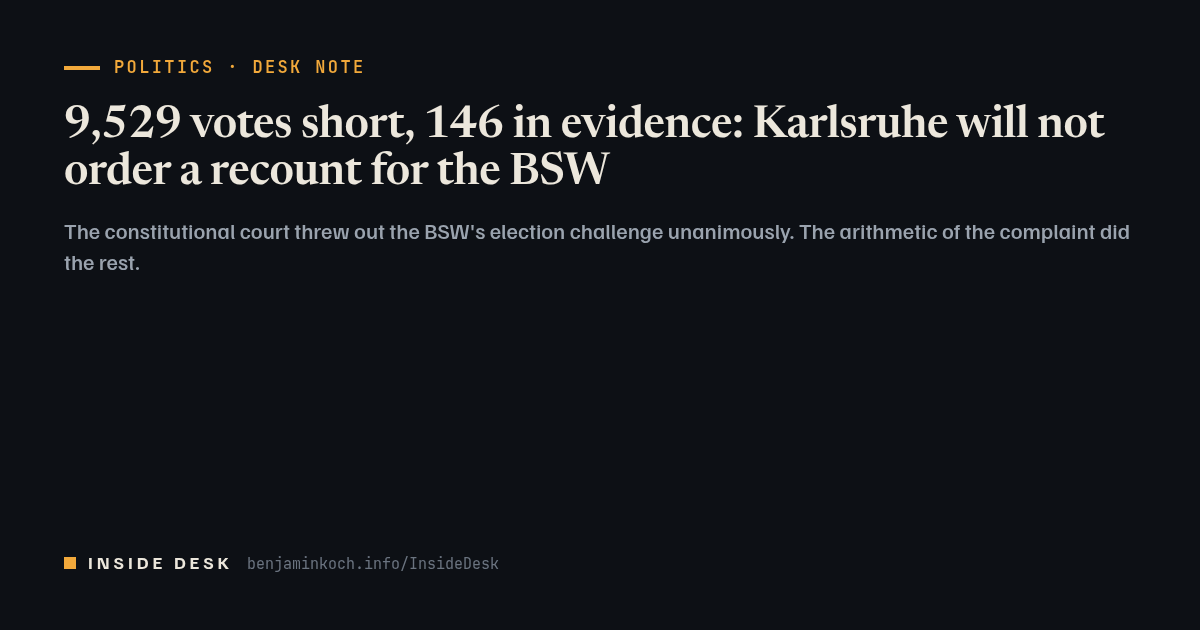 POLITICS · DESK NOTE
9,529 votes short, 146 in evidence: Karlsruhe will not
order a recount for the BSW
The constitutional court threw out the BSW's election challenge unanimously. The arithmetic of the complaint did
the rest.
INSIDE DESK benjaminkoch.info/InsideDesk